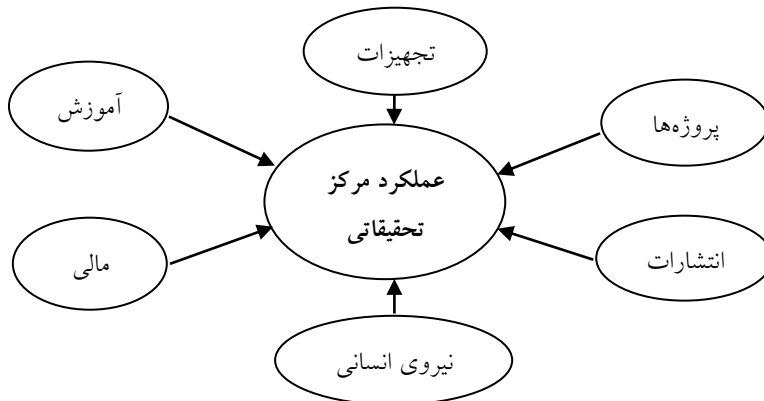 تجهیزات
آموزش
پروژه‌ها
عملکرد مرکز
تحقیقاتی
مالی
انتشارات
نیروی انسانی